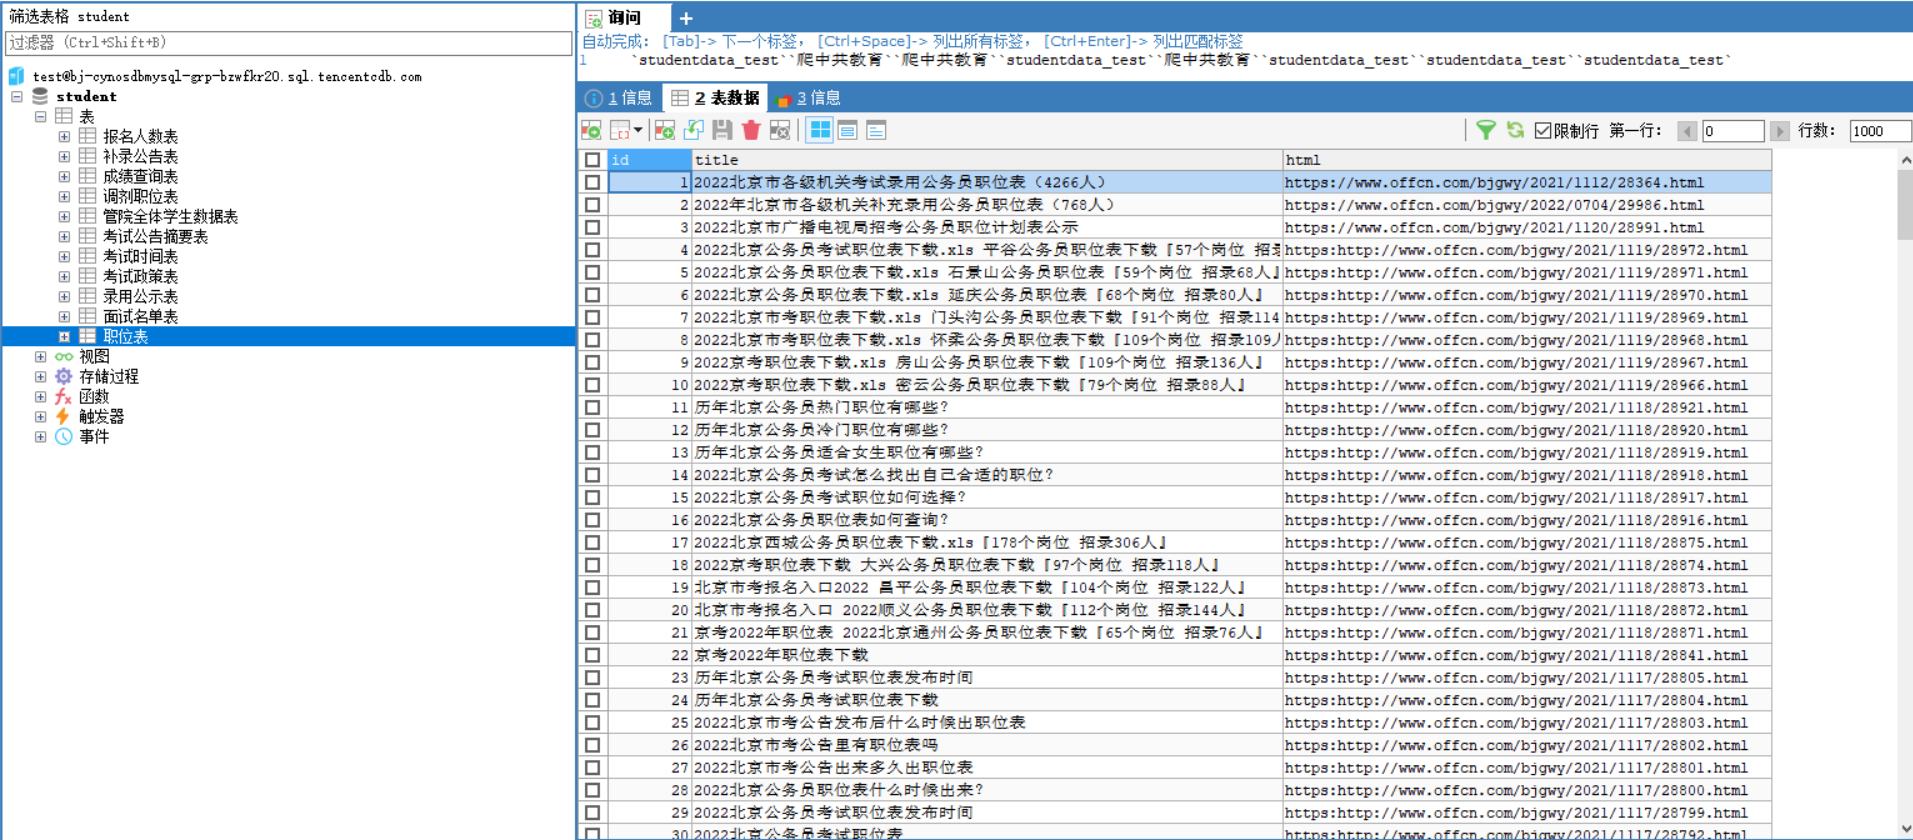 筛选表格 student
过滤器 (Ctrl+Shift+B)
test@bj-cynosdbmysql-grp-bzwfkr20.sql.tencentcdb.com
student
表
报名人数表
补录公告表
成绩查询表
调剂职位表
管院全体学生数据表
考试公告摘要表
考试时间表
考试政策表
录用公示表
面试名单表
职位表
视图
存储过程
函数
触发器
事件
询问
自动完成: [Tab]-> 下一个标签, [Ctrl+Space]-> 列出所有标签, [Ctrl+Enter]-> 列出匹配标签
1 `studentdata_test``爬中共教育``爬中共教育``studentdata_test``爬中共教育``studentdata_test``studentdata_test``studentdata_test`
1 信息 2 表数据 3 信息
限制行 第一行: 0 行数: 1000
id title html
1 2022北京市各级机关考试录用公务员职位表（4266人） https://www.offcn.com/bjgwy/2021/1112/28364.html
2 2022年北京市各级机关补充录用公务员职位表（768人） https://www.offcn.com/bjgwy/2022/0704/29986.html
3 2022北京市广播电视局招考公务员职位计划表公示 https://www.offcn.com/bjgwy/2021/1120/28991.html
4 2022北京公务员考试职位表下载.xls 平谷公务员职位表下载『57个岗位 招录 https:http://www.offcn.com/bjgwy/2021/1119/28972.html
5 2022北京公务员职位表下载.xls 石景山公务员职位表『59个岗位 招录68人』 https:http://www.offcn.com/bjgwy/2021/1119/28971.html
6 2022北京公务员职位表下载.xls 延庆公务员职位表『68个岗位 招录80人』 https:http://www.offcn.com/bjgwy/2021/1119/28970.html
7 2022北京市考职位表下载.xls 门头沟公务员职位表下载『91个岗位 招录114 https:http://www.offcn.com/bjgwy/2021/1119/28969.html
8 2022北京市考职位表下载.xls 怀柔公务员职位表下载『109个岗位 招录109人 https:http://www.offcn.com/bjgwy/2021/1119/28968.html
9 2022京考职位表下载.xls 房山公务员职位表下载『109个岗位 招录136人』 https:http://www.offcn.com/bjgwy/2021/1119/28967.html
10 2022京考职位表下载.xls 密云公务员职位表下载『79个岗位 招录88人』 https:http://www.offcn.com/bjgwy/2021/1119/28966.html
11 历年北京公务员热门职位有哪些? https:http://www.offcn.com/bjgwy/2021/1118/28921.html
12 历年北京公务员冷门职位有哪些? https:http://www.offcn.com/bjgwy/2021/1118/28920.html
13 历年北京公务员适合女生职位有哪些? https:http://www.offcn.com/bjgwy/2021/1118/28919.html
14 2022北京公务员考试怎么找出自己合适的职位? https:http://www.offcn.com/bjgwy/2021/1118/28918.html
15 2022北京公务员考试职位如何选择? https:http://www.offcn.com/bjgwy/2021/1118/28917.html
16 2022北京公务员职位表如何查询? https:http://www.offcn.com/bjgwy/2021/1118/28916.html
17 2022北京西城公务员职位表下载.xls『178个岗位 招录306人』 https:http://www.offcn.com/bjgwy/2021/1118/28875.html
18 2022京考职位表下载 大兴公务员职位表下载『97个岗位 招录118人』 https:http://www.offcn.com/bjgwy/2021/1118/28874.html
19 北京市考报名入口2022 昌平公务员职位表下载『104个岗位 招录122人』 https:http://www.offcn.com/bjgwy/2021/1118/28873.html
20 北京市考报名入口 2022顺义公务员职位表下载『112个岗位 招录144人』 https:http://www.offcn.com/bjgwy/2021/1118/28872.html
21 京考2022年职位表 2022北京通州公务员职位表下载『65个岗位 招录76人』 https:http://www.offcn.com/bjgwy/2021/1118/28871.html
22 京考2022年职位表下载 https:http://www.offcn.com/bjgwy/2021/1118/28841.html
23 历年北京公务员考试职位表发布时间 https:http://www.offcn.com/bjgwy/2021/1117/28805.html
24 历年北京公务员考试职位表下载 https:http://www.offcn.com/bjgwy/2021/1117/28804.html
25 2022北京市考公告发布后什么时候出职位表 https:http://www.offcn.com/bjgwy/2021/1117/28803.html
26 2022北京市考公告里有职位表吗 https:http://www.offcn.com/bjgwy/2021/1117/28802.html
27 2022北京市考公告出来多久出职位表 https:http://www.offcn.com/bjgwy/2021/1117/28801.html
28 2022北京公务员职位表什么时候出来? https:http://www.offcn.com/bjgwy/2021/1117/28800.html
29 2022北京公务员考试职位表发布时间 https:http://www.offcn.com/bjgwy/2021/1117/28799.html
30 2022北京公务员考试职位表 https:http://www.offcn.com/bjgwy/2021/1117/28792.html